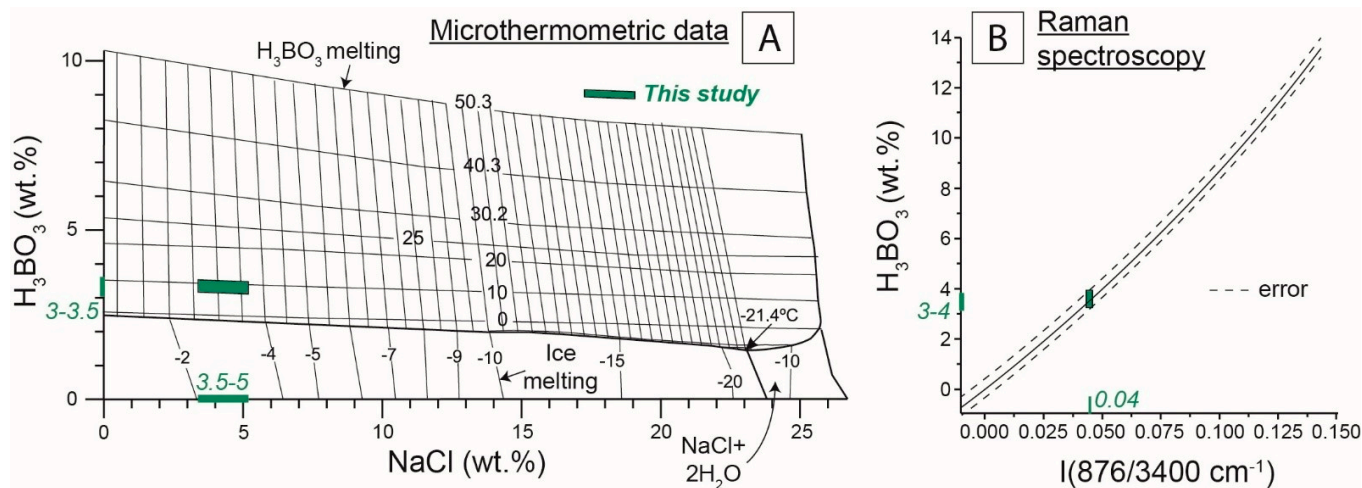 Microthermometric data
A
H₃BO₃ melting
This study
10
5
0
H₃BO₃ (wt.%)
3-3.5
50.3
40.3
30.2
25
20
10
0
-21.4ºC
-2
-4
-5
-7
-9
-10
-15
-20
-10
Ice
melting
3.5-5
0
5
10
15
20
25
NaCl (wt.%)
NaCl+
2H₂O
B
Raman
spectroscopy
14
12
10
8
6
4
2
0
H₃BO₃ (wt.%)
3-4
error
0.04
0.000
0.025
0.050
0.075
0.100
0.125
0.150
I(876/3400 cm⁻¹)